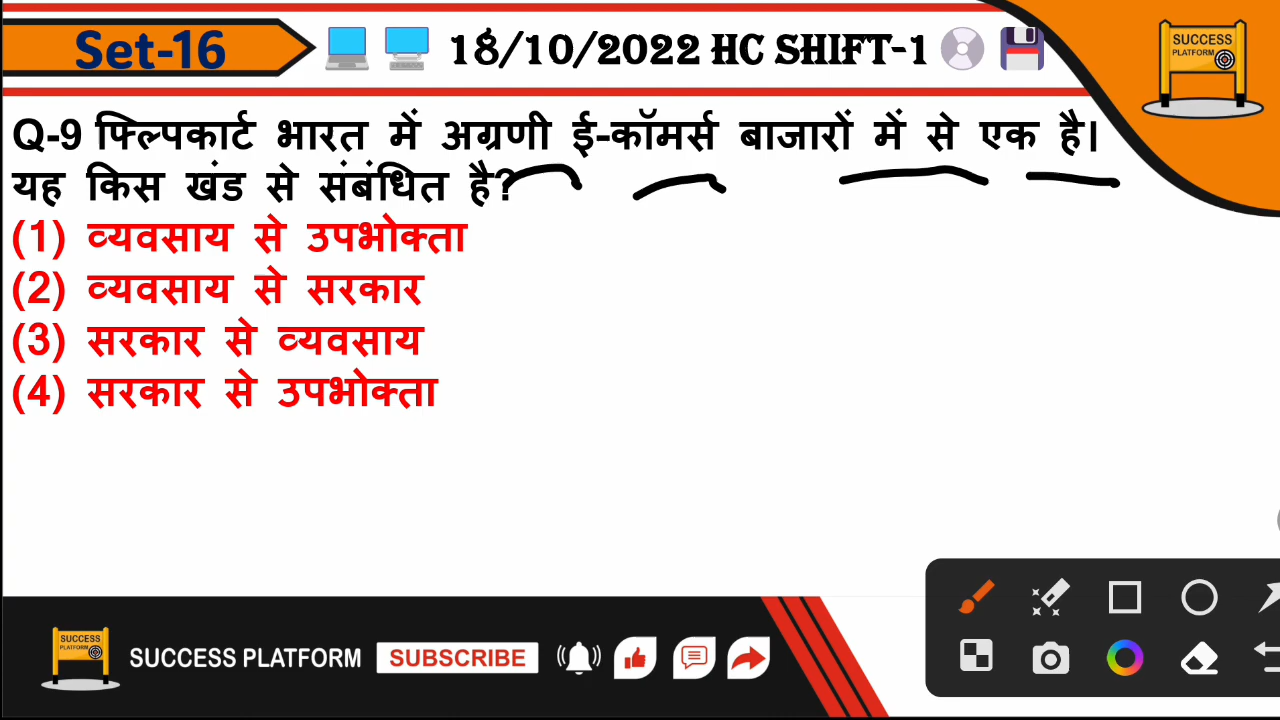 Set-16
18/10/2022 HC SHIFT-1
SUCCESS
PLATFORM
Q-9 फ्लिपकार्ट भारत में अग्रणी ई-कॉमर्स बाजारों में से एक है।
यह किस खंड से संबंधित है?
(1) व्यवसाय से उपभोक्ता
(2) व्यवसाय से सरकार
(3) सरकार से व्यवसाय
(4) सरकार से उपभोक्ता
SUCCESS
PLATFORM
SUCCESS PLATFORM
SUBSCRIBE